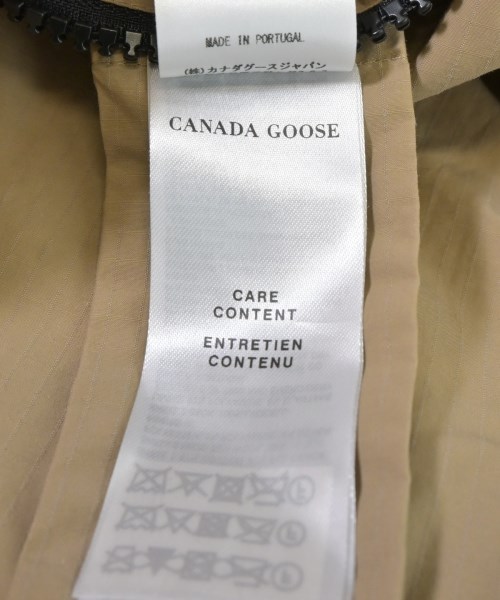 MADE IN PORTUGAL
(株)カナダグースジャパン
CANADA GOOSE
CARE
CONTENT
ENTRETIEN
CONTENU